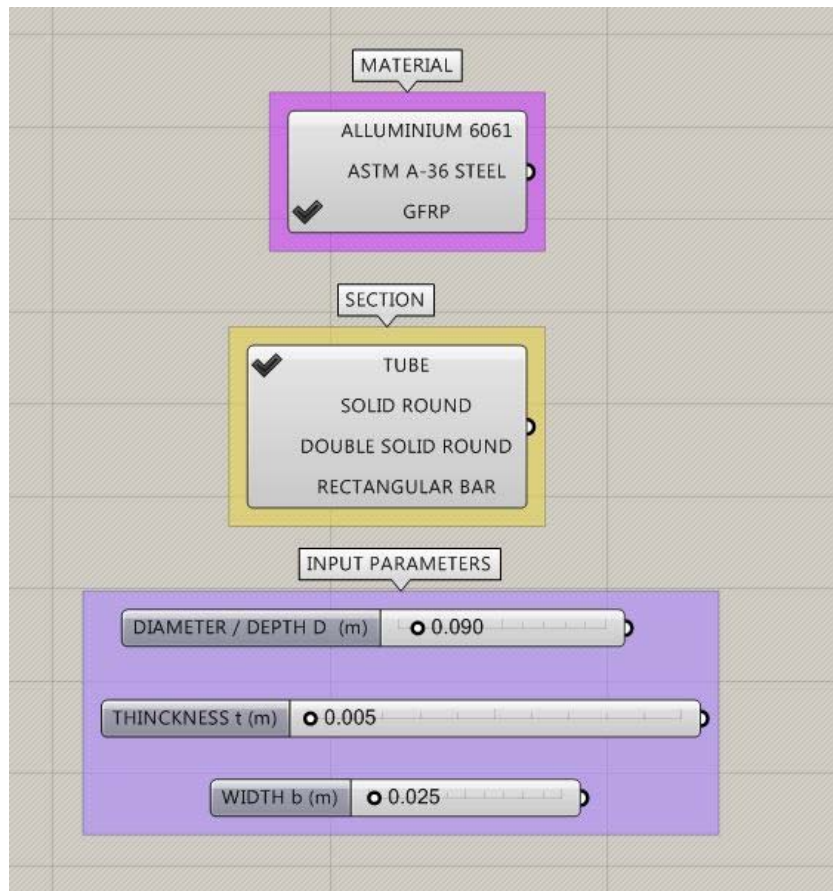 MATERIAL
ALLUMINIUM 6061
ASTM A-36 STEEL
GFRP
SECTION
TUBE
SOLID ROUND
DOUBLE SOLID ROUND
RECTANGULAR BAR
INPUT PARAMETERS
DIAMETER / DEPTH D (m) 0.090
THINCKNESS t (m) 0.005
WIDTH b (m) 0.025